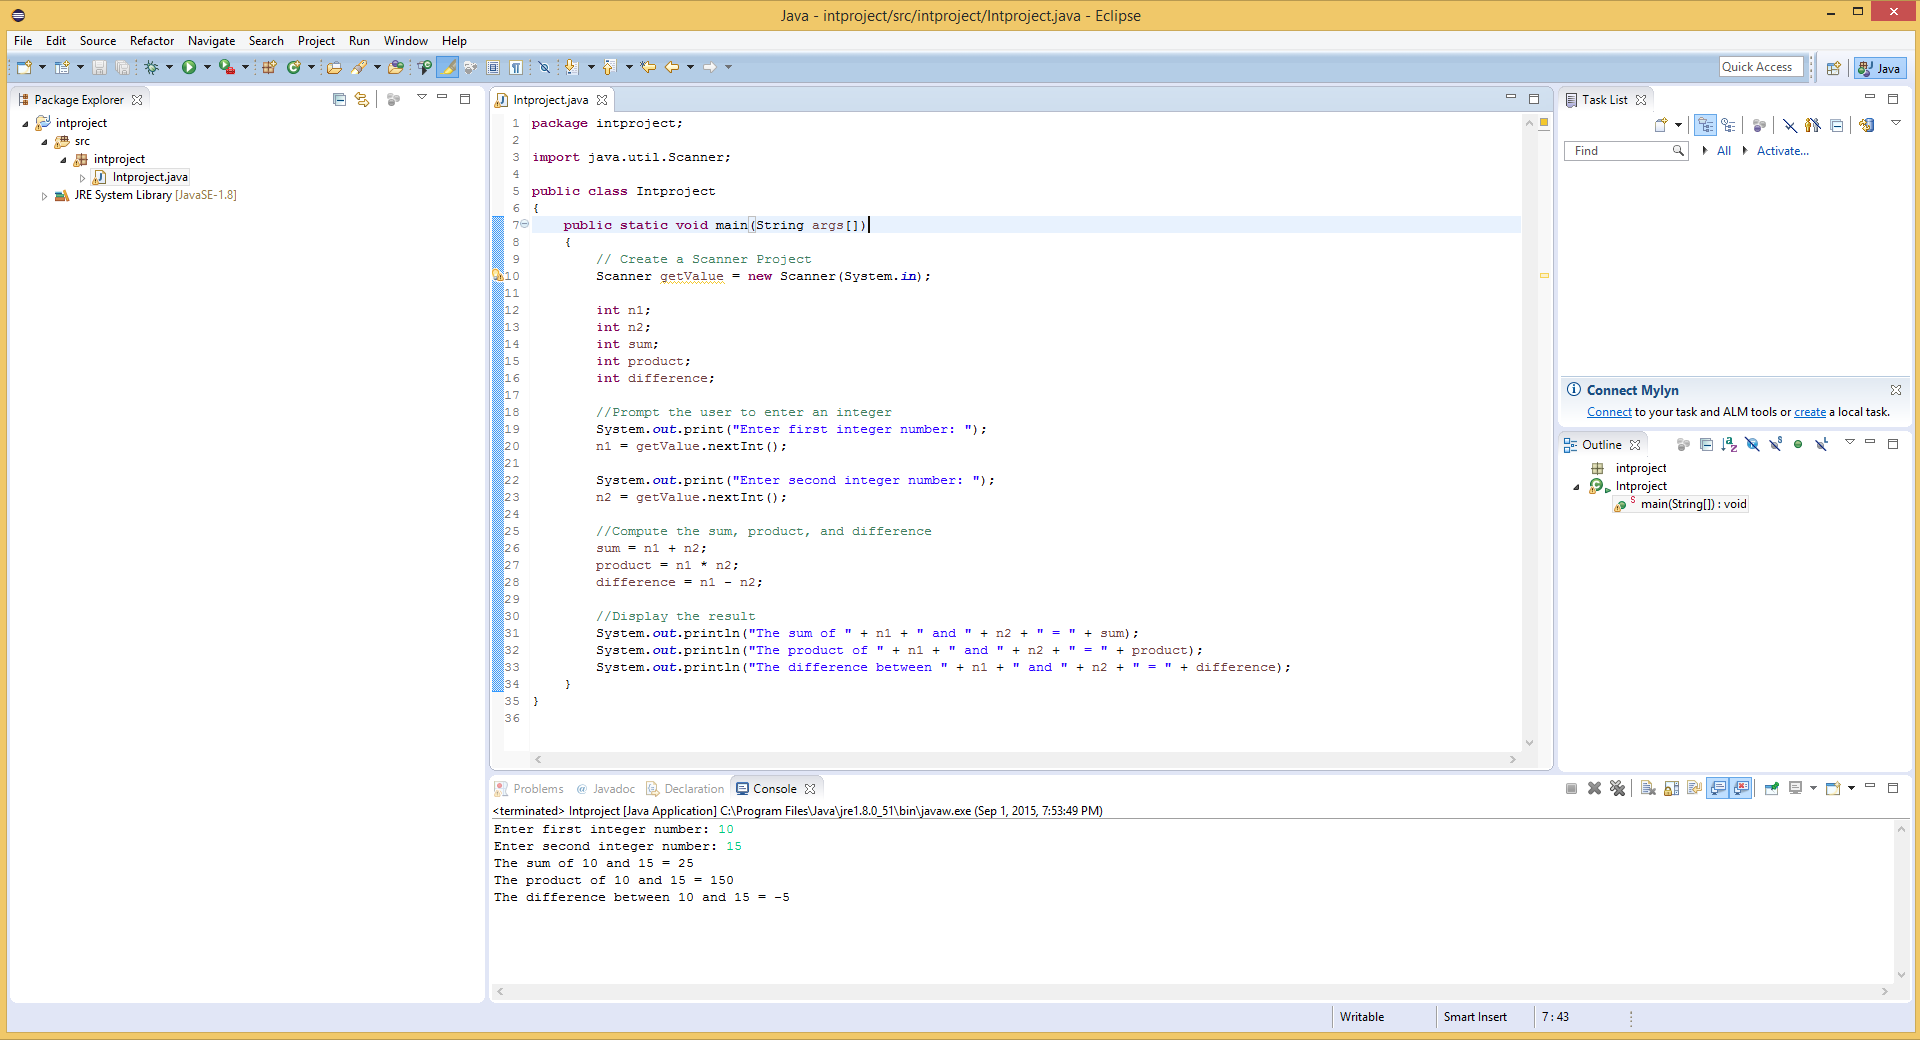 Java - intproject/src/intproject/Intproject.java - Eclipse
File Edit Source Refactor Navigate Search Project Run Window Help
Quick Access
Java
Package Explorer
intproject
src
intproject
Intproject.java
JRE System Library [JavaSE-1.8]
Intproject.java
1 package intproject;
2
3 import java.util.Scanner;
4
5 public class Intproject
6 {
7 public static void main(String args[])
8 {
9 // Create a Scanner Project
10 Scanner getValue = new Scanner(System.in);
11
12 int n1;
13 int n2;
14 int sum;
15 int product;
16 int difference;
17
18 //Prompt the user to enter an integer
19 System.out.print("Enter first integer number: ");
20 n1 = getValue.nextInt();
21
22 System.out.print("Enter second integer number: ");
23 n2 = getValue.nextInt();
24
25 //Compute the sum, product, and difference
26 sum = n1 + n2;
27 product = n1 * n2;
28 difference = n1 - n2;
29
30 //Display the result
31 System.out.println("The sum of " + n1 + " and " + n2 + " = " + sum);
32 System.out.println("The product of " + n1 + " and " + n2 + " = " + product);
33 System.out.println("The difference between " + n1 + " and " + n2 + " = " + difference);
34 }
35 }
36
Task List
Find All Activate...
Connect Mylyn
Connect to your task and ALM tools or create a local task.
Outline
intproject
Intproject
main(String[]) : void
Problems @ Javadoc Declaration Console
<terminated> Intproject [Java Application] C:\Program Files\Java\jre1.8.0_51\bin\javaw.exe (Sep 1, 2015, 7:53:49 PM)
Enter first integer number: 10
Enter second integer number: 15
The sum of 10 and 15 = 25
The product of 10 and 15 = 150
The difference between 10 and 15 = -5
Writable Smart Insert 7 : 43